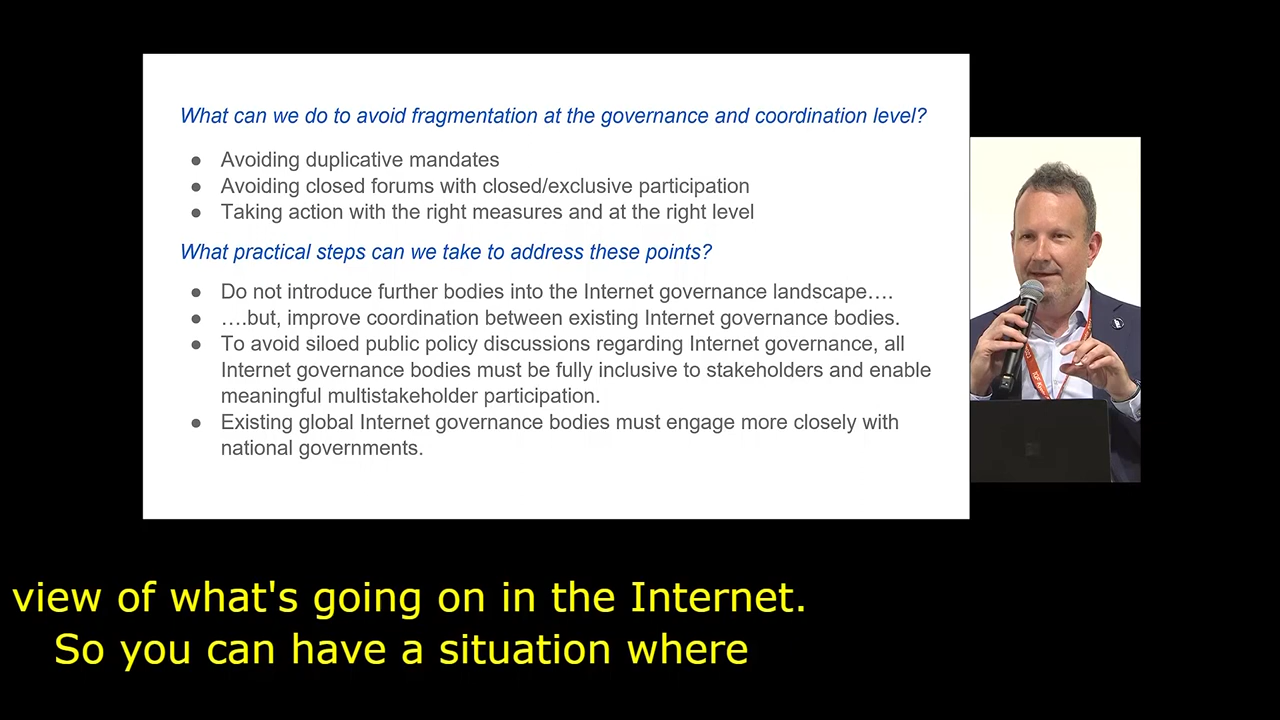 What can we do to avoid fragmentation at the governance and coordination level?
● Avoiding duplicative mandates
● Avoiding closed forums with closed/exclusive participation
● Taking action with the right measures and at the right level
What practical steps can we take to address these points?
● Do not introduce further bodies into the Internet governance landscape….
● ….but, improve coordination between existing Internet governance bodies.
● To avoid siloed public policy discussions regarding Internet governance, all
Internet governance bodies must be fully inclusive to stakeholders and enable
meaningful multistakeholder participation.
● Existing global Internet governance bodies must engage more closely with
national governments.
view of what's going on in the Internet.
So you can have a situation where